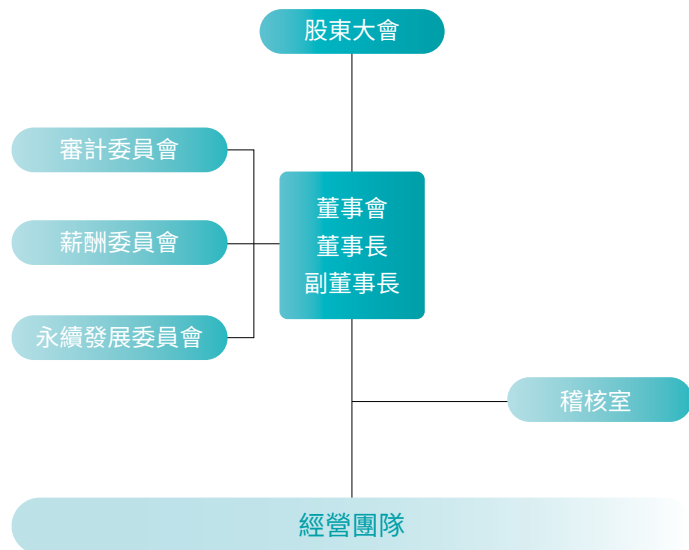 股東大會
審計委員會
薪酬委員會
永續發展委員會
董事會
董事長
副董事長
稽核室
經營團隊